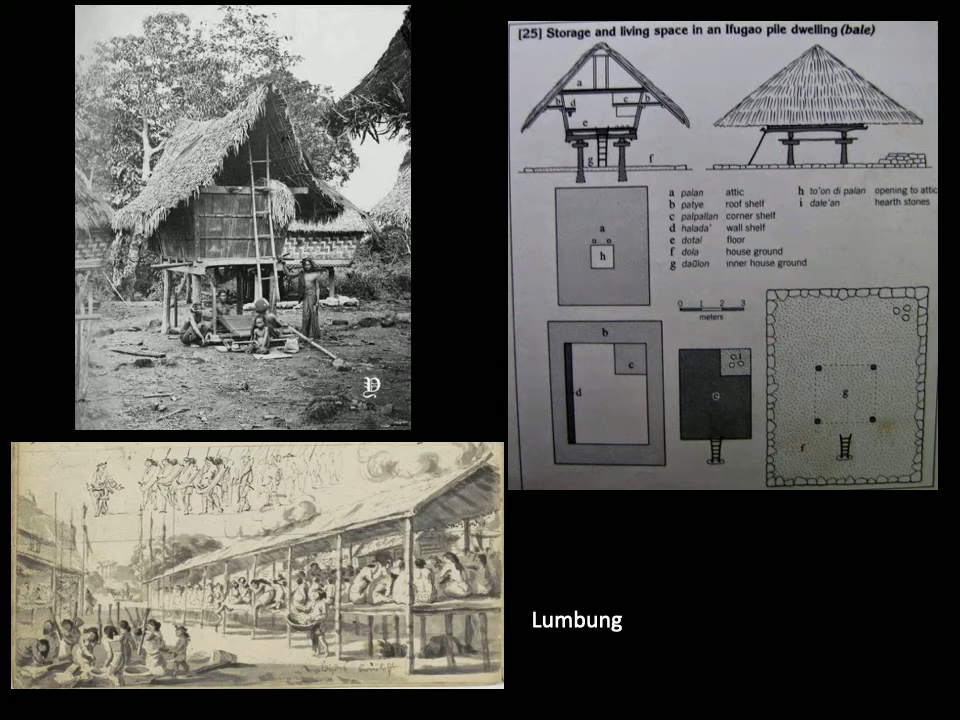 [25] Storage and living space in an Ifugao pile dwelling (bale)
a
b
d
c
b
e
g
f
a palan attic
b patye roof shelf
c palpallan corner shelf
d halada' wall shelf
e dotal floor
f dola house ground
g daülon inner house ground
h to'on di palan opening to attic
i dale'an hearth stones
a
h
0 1 2 3
meters
b
c
d
i
g
f
Y
Lumbung